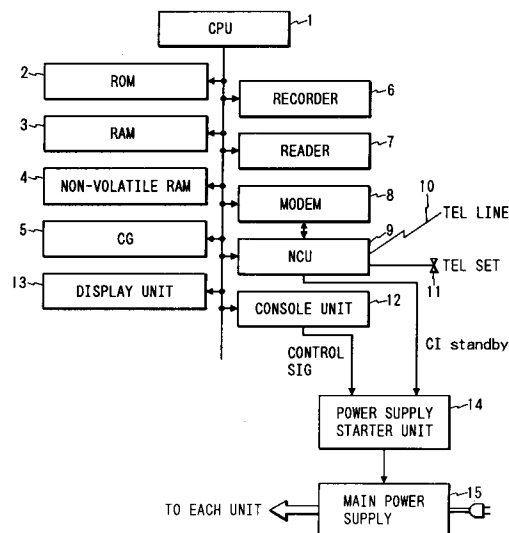 CPU
1
2
ROM
6
RECORDER
3
RAM
7
READER
4
NON-VOLATILE RAM
8
MODEM
10
TEL LINE
5
CG
9
NCU
TEL SET
11
13
DISPLAY UNIT
12
CONSOLE UNIT
CONTROL
SIG
CI standby
14
POWER SUPPLY
STARTER UNIT
15
MAIN POWER
SUPPLY
TO EACH UNIT